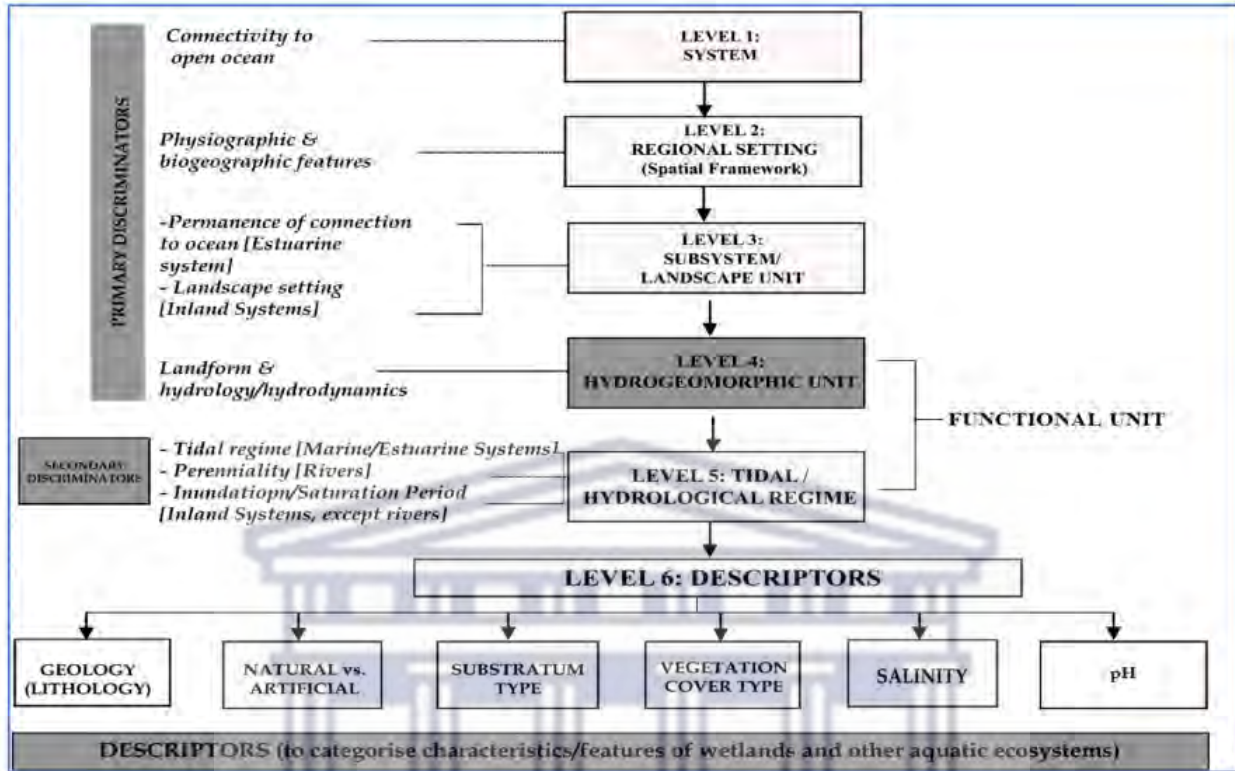 PRIMARY DISCRIMINATORS
Connectivity to
open ocean
LEVEL 1:
SYSTEM
Physiographic &
biogeographic features
LEVEL 2:
REGIONAL SETTING
(Spatial Framework)
-Permanence of connection
to ocean [Estuarine
system]
- Landscape setting
[Inland Systems]
LEVEL 3:
SUBSYSTEM/
LANDSCAPE UNIT
Landform &
hydrology/hydrodynamics
LEVEL 4:
HYDROGEOMORPHIC UNIT
FUNCTIONAL UNIT
SECONDARY
DISCRIMINATORS
- Tidal regime [Marine/Estuarine Systems]
- Perenniality [Rivers]
- Inundatiopn/Saturation Period
[Inland Systems, except rivers]
LEVEL 5: TIDAL /
HYDROLOGICAL REGIME
LEVEL 6: DESCRIPTORS
GEOLOGY
(LITHOLOGY)
NATURAL vs.
ARTIFICIAL
SUBSTRATUM
TYPE
VEGETATION
COVER TYPE
SALINITY
pH
DESCRIPTORS (to categorise characteristics/features of wetlands and other aquatic ecosystems)